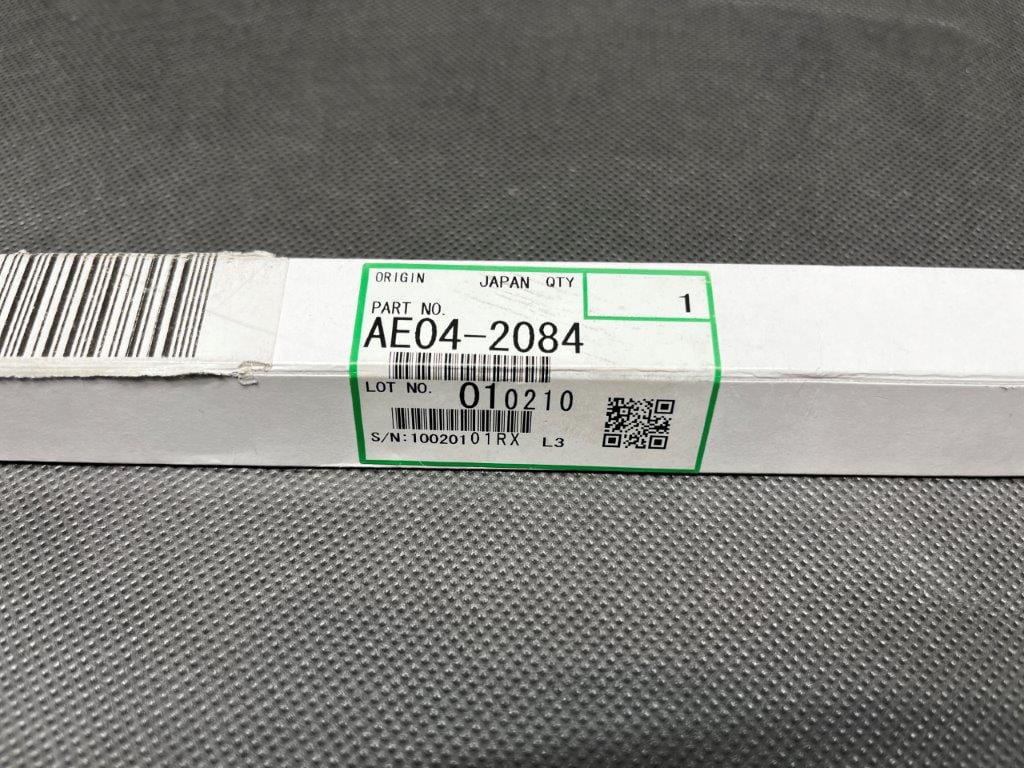 ORIGIN JAPAN QTY 1
PART NO.
AE04-2084
LOT NO. 010210
S/N:10020101RX L3